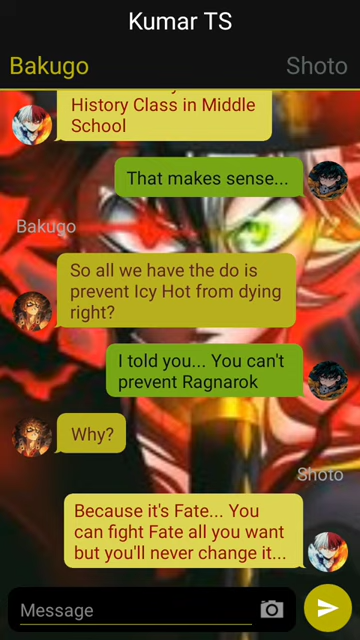 Kumar TS
Bakugo
Shoto
History Class in Middle
School
That makes sense...
Bakugo
So all we have the do is
prevent Icy Hot from dying
right?
I told you... You can't
prevent Ragnarok
Why?
Shoto
Because it's Fate... You
can fight Fate all you want
but you'll never change it...
Message